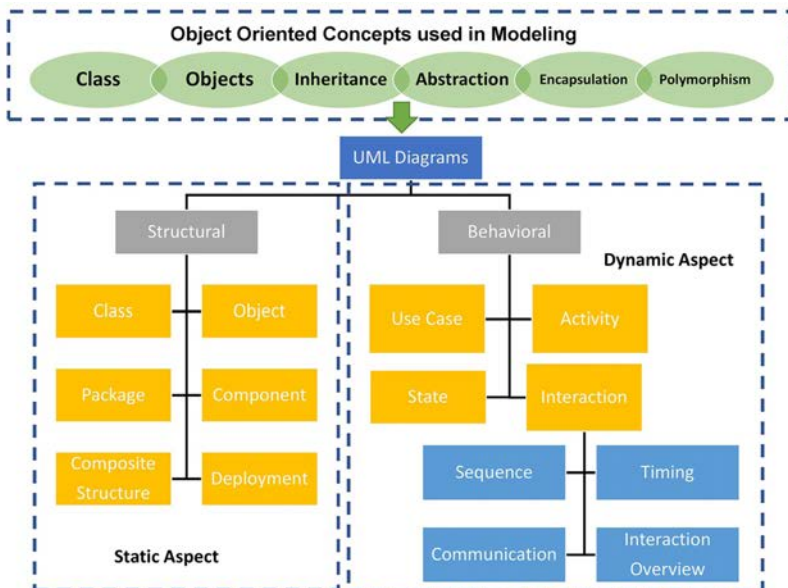 Object Oriented Concepts used in Modeling
Class Objects Inheritance Abstraction Encapsulation Polymorphism
UML Diagrams
Structural Behavioral
Dynamic Aspect
Class Object Use Case Activity
Package Component State Interaction
Composite
Structure Deployment Sequence Timing
Static Aspect Communication Interaction
Overview